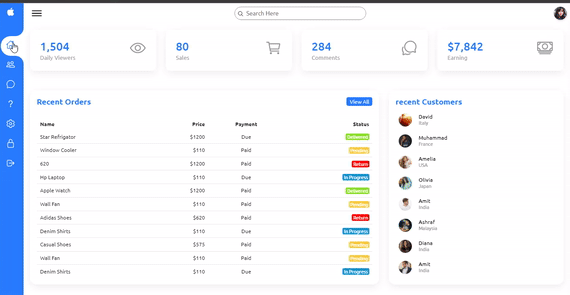 Search Here
1,504
Daily Viewers
80
Sales
284
Comments
$7,842
Earning
Recent Orders
View All
Name Price Payment Status
Star Refrigator $1200 Due Delivered
Window Cooler $110 Paid Pending
620 $1200 Paid Return
Hp Laptop $110 Due In Progress
Apple Watch $1200 Paid Delivered
Wall Fan $110 Paid Pending
Adidas Shoes $620 Paid Return
Denim Shirts $110 Due In Progress
Casual Shoes $575 Paid Pending
Wall Fan $110 Paid Pending
Denim Shirts $110 Due In Progress
recent Customers
David
Italy
Muhammad
France
Amelia
USA
Olivia
Japan
Amit
India
Ashraf
Malaysia
Diana
India
Amit
India